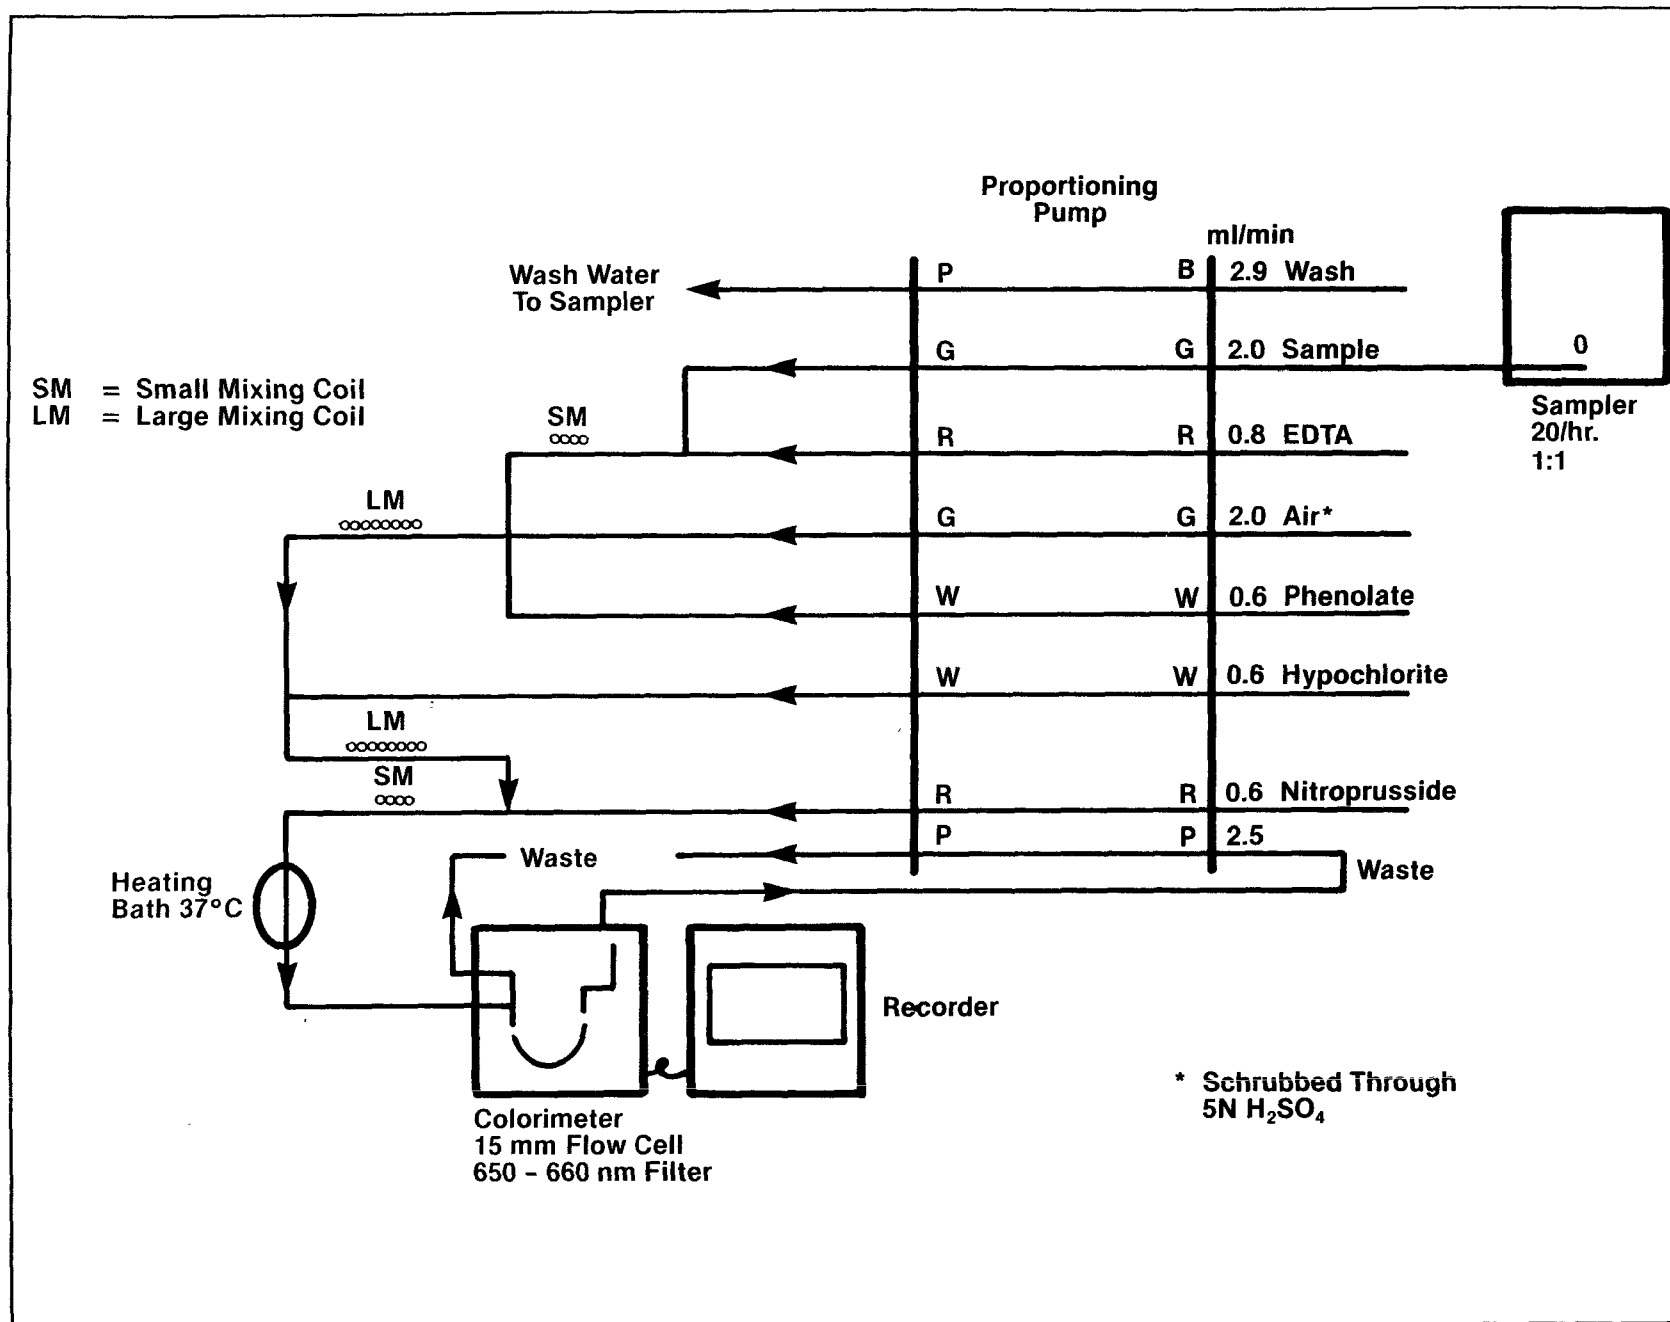 Proportioning
Pump
ml/min
Wash Water
To Sampler
P
B
2.9 Wash
G
G
2.0 Sample
0
SM = Small Mixing Coil
LM = Large Mixing Coil
Sampler
20/hr.
1:1
SM
R
R
0.8 EDTA
LM
G
G
2.0 Air*
W
W
0.6 Phenolate
W
W
0.6 Hypochlorite
LM
SM
R
R
0.6 Nitroprusside
P
P
2.5
Waste
Waste
Heating
Bath 37°C
Recorder
* Schrubbed Through
5N H₂SO₄
Colorimeter
15 mm Flow Cell
650 – 660 nm Filter